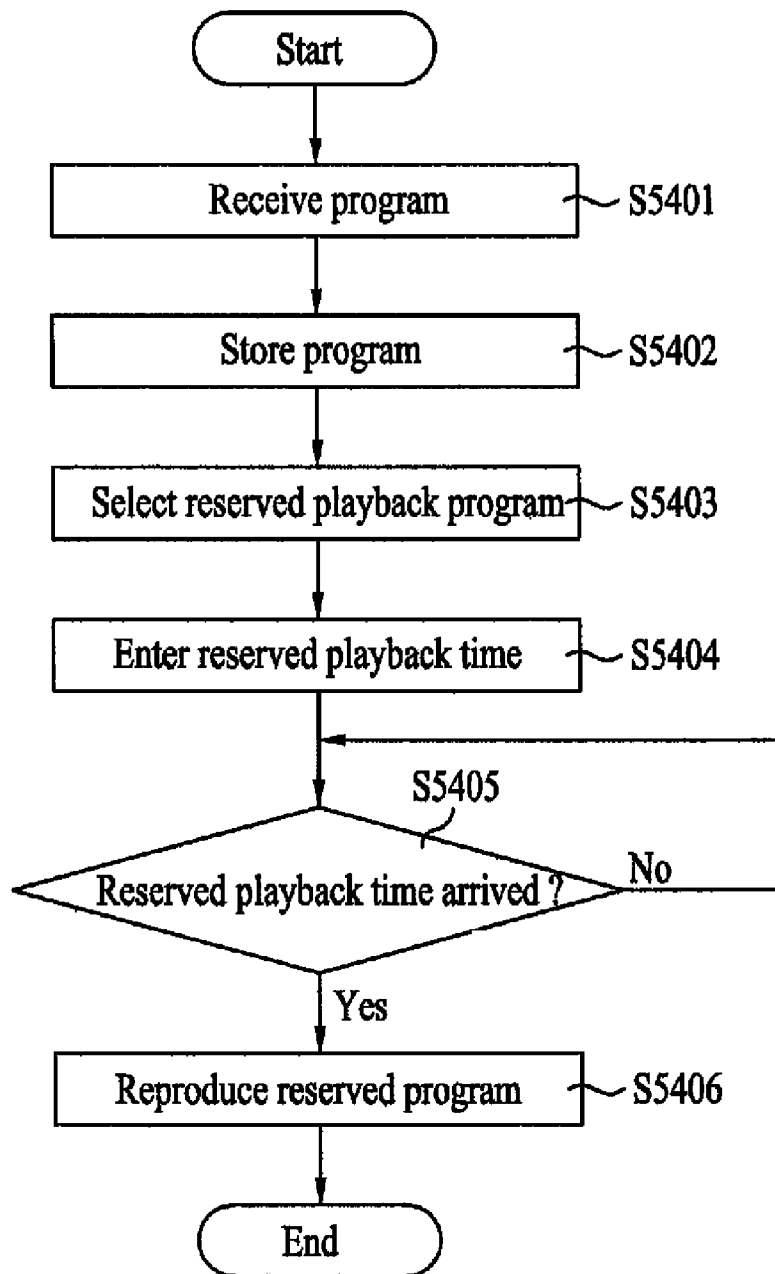 Start
Receive program
S5401
Store program
S5402
Select reserved playback program
S5403
Enter reserved playback time
S5404
S5405
Reserved playback time arrived ?
No
Yes
Reproduce reserved program
S5406
End